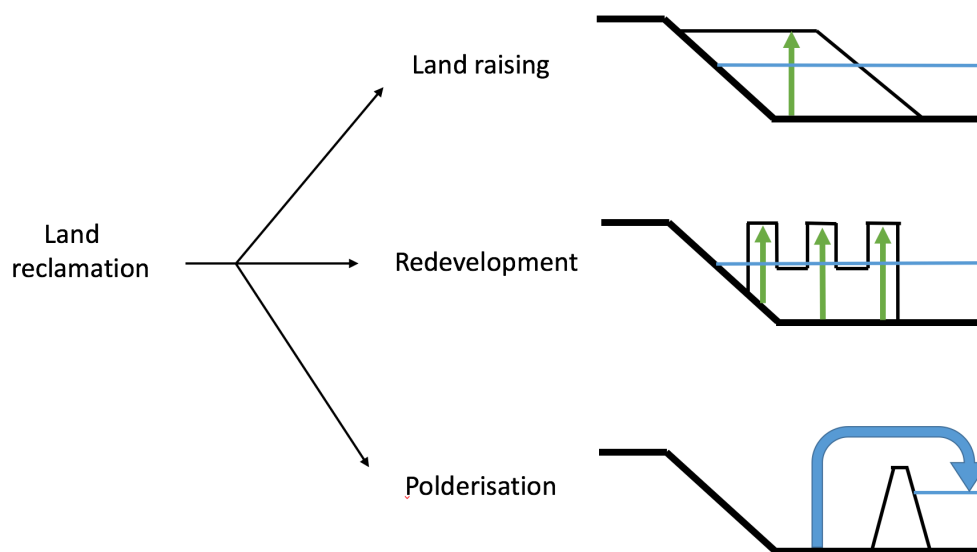 Land raising
Land
reclamation
Redevelopment
Polderisation